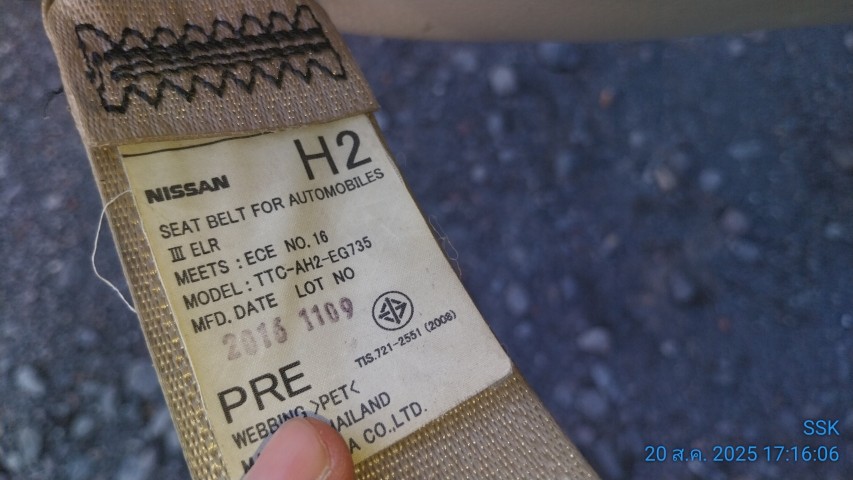 H2
NISSAN
SEAT BELT FOR AUTOMOBILES
III ELR
MEETS : ECE NO. 16
MODEL : TTC-AH2-EG735
MFD. DATE LOT NO
2016 1109
TIS.721-2551 (2008)
PRE
WEBBING >PET<
CO.LTD.
SSK
20 ส.ค. 2025 17:16:06